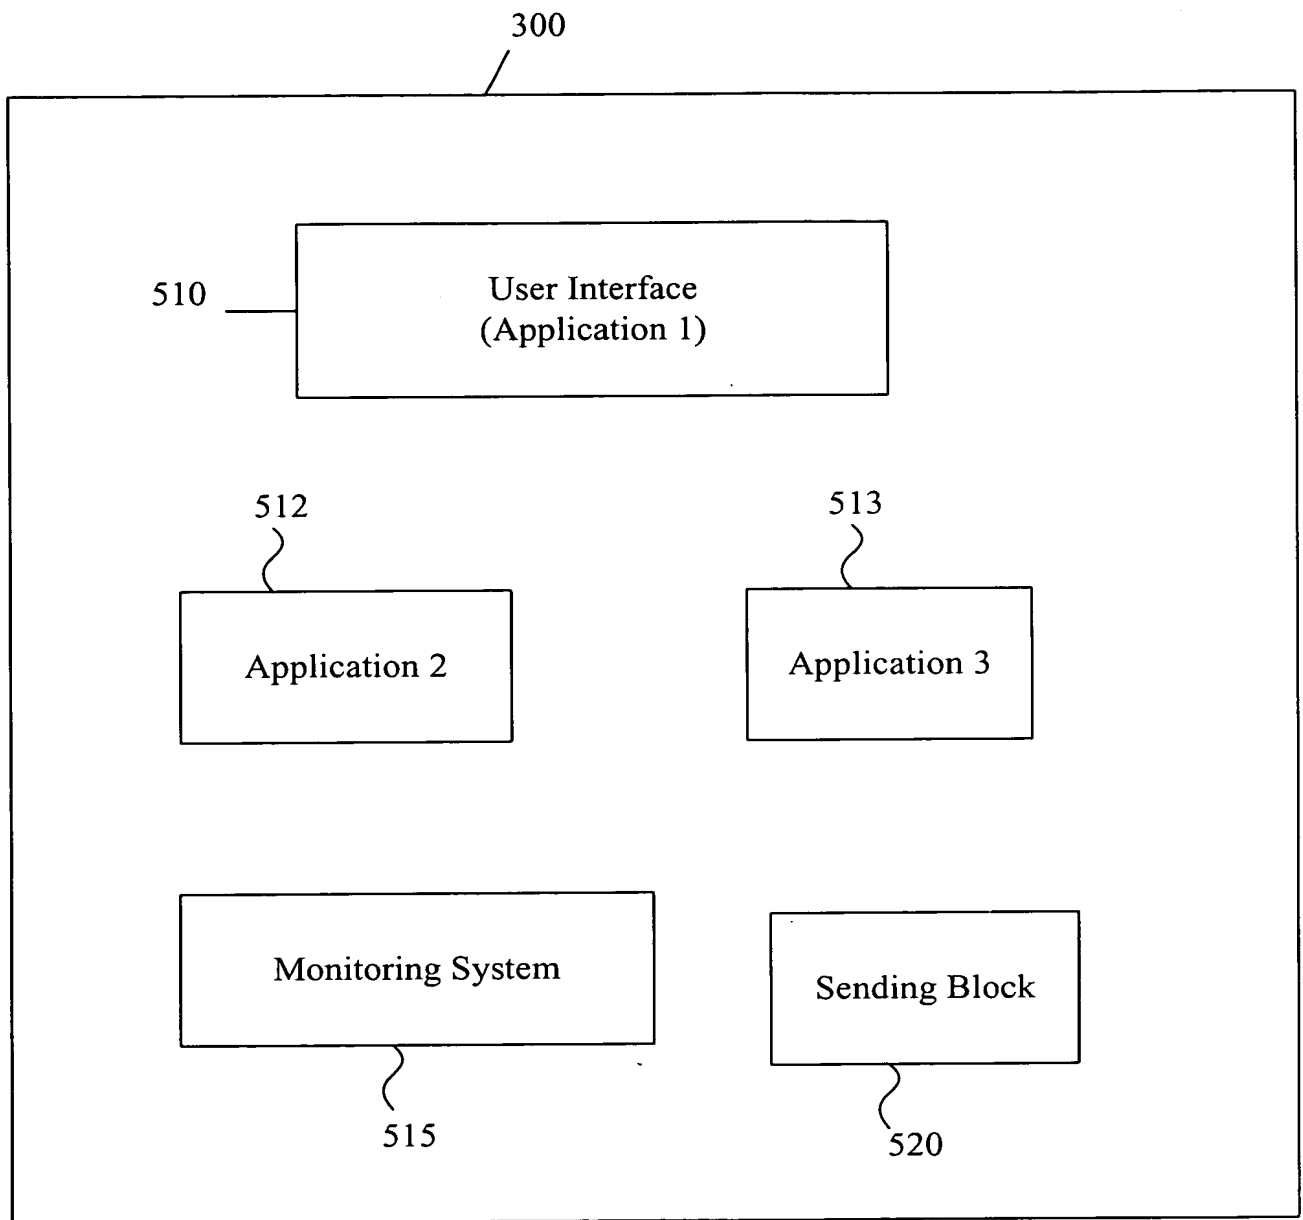 300
510
User Interface
(Application 1)
512
513
Application 2
Application 3
Monitoring System
Sending Block
515
520